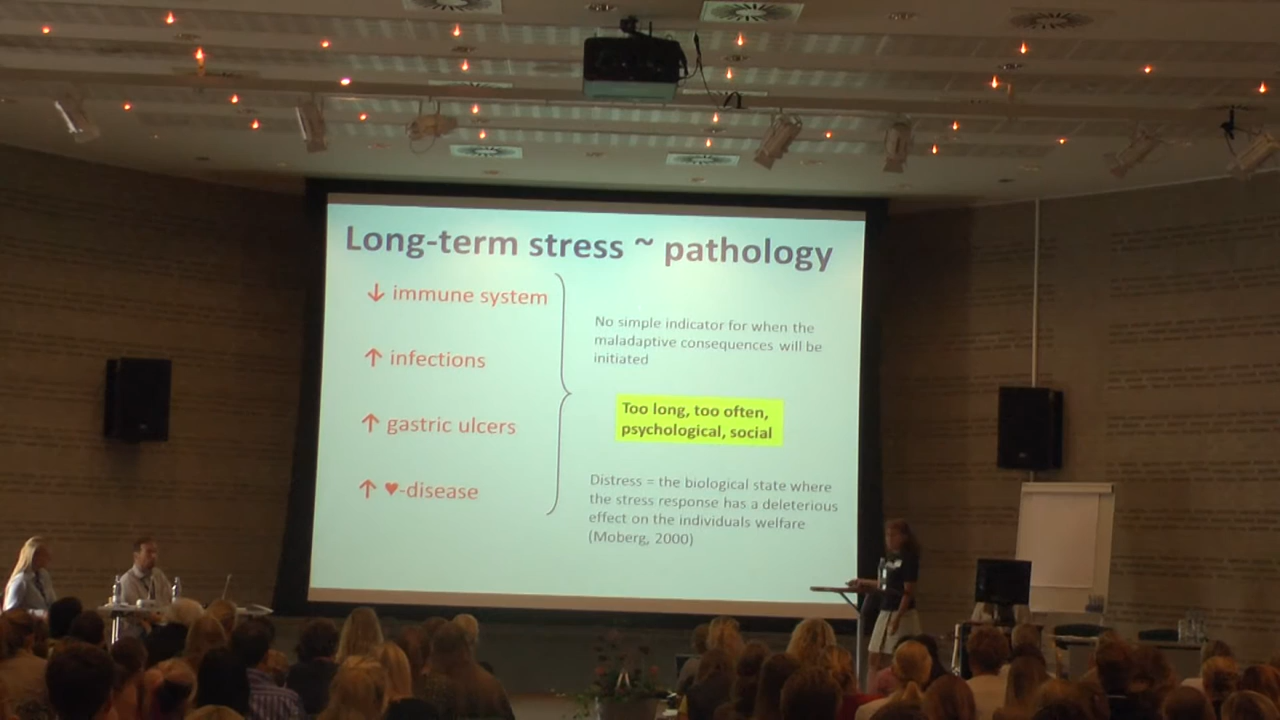 Long-term stress ~ pathology
↓ immune system
↑ infections
↑ gastric ulcers
↑ ♥-disease
No simple indicator for when the
maladaptive consequences will be
initiated
Too long, too often,
psychological, social
Distress = the biological state where
the stress response has a deleterious
effect on the individuals welfare
(Moberg, 2000)